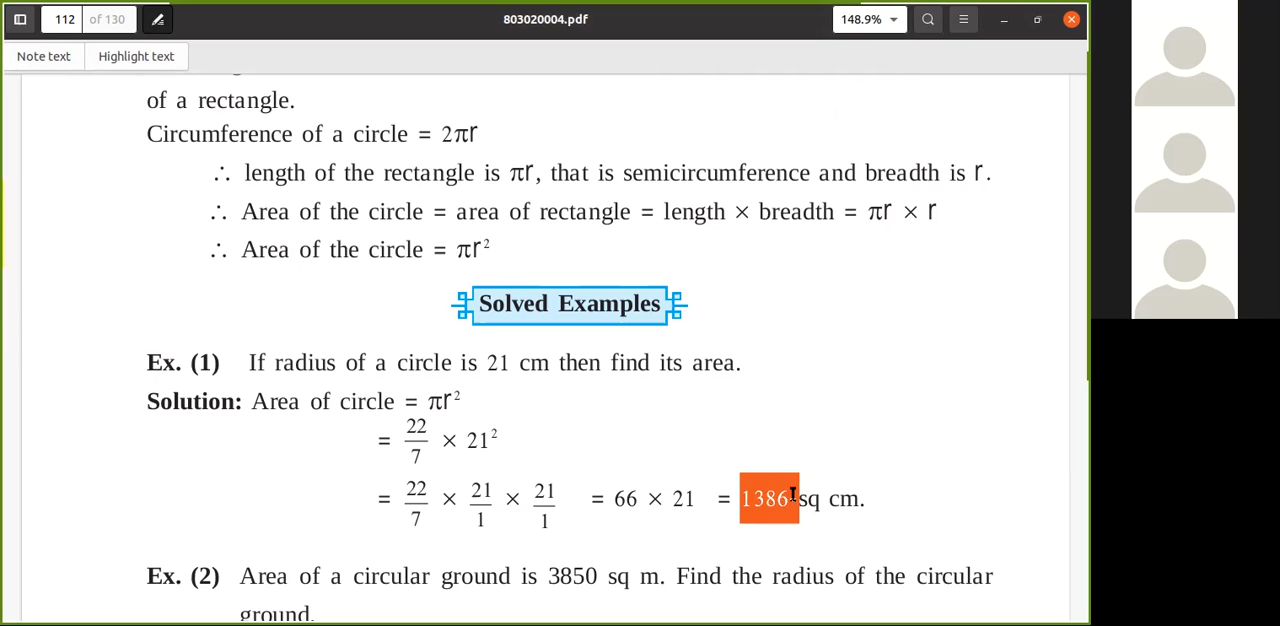 112 of 130 803020004.pdf 148.9%
Note text Highlight text
of a rectangle.
Circumference of a circle = 2πr
∴ length of the rectangle is πr, that is semicircumference and breadth is r.
∴ Area of the circle = area of rectangle = length × breadth = πr × r
∴ Area of the circle = πr²
Solved Examples
Ex. (1) If radius of a circle is 21 cm then find its area.
Solution: Area of circle = πr²
= 22/7 × 21²
= 22/7 × 21/1 × 21/1 = 66 × 21 = 1386 sq cm.
Ex. (2) Area of a circular ground is 3850 sq m. Find the radius of the circular
ground.